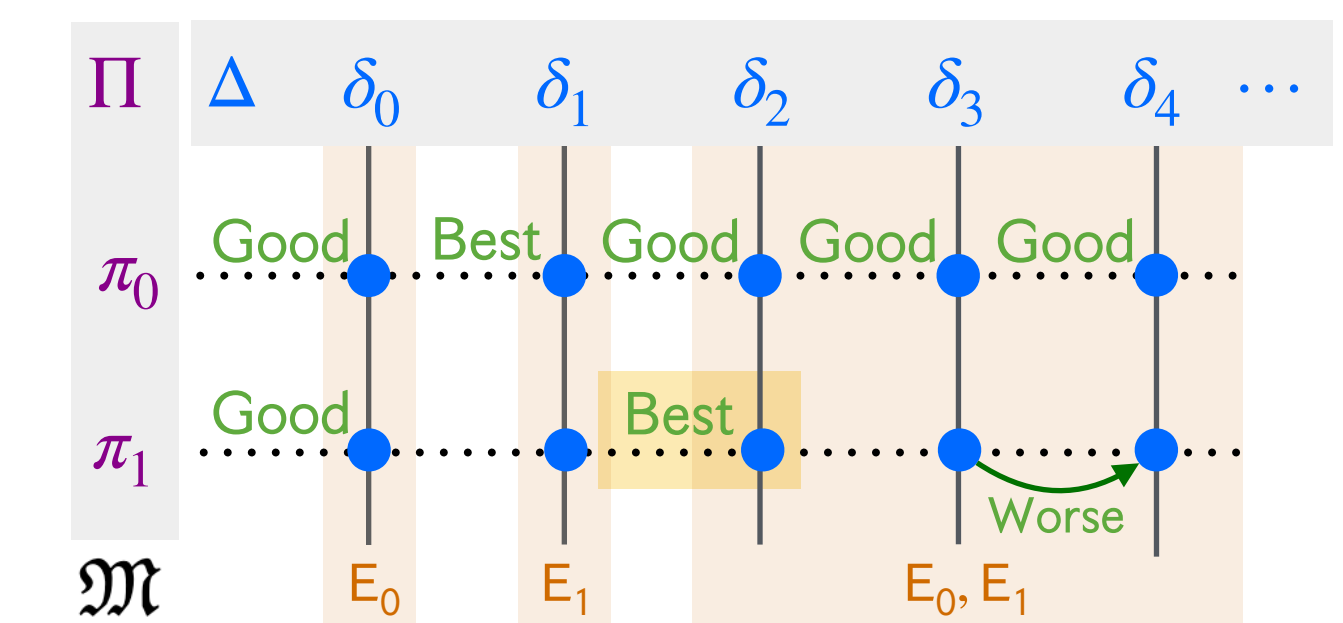 Π Δ δ0 δ1 δ2 δ3 δ4 ⋯
Good Best Good Good Good
π0
Good Best
π1
Worse
𝔐 E0 E1 E0, E1